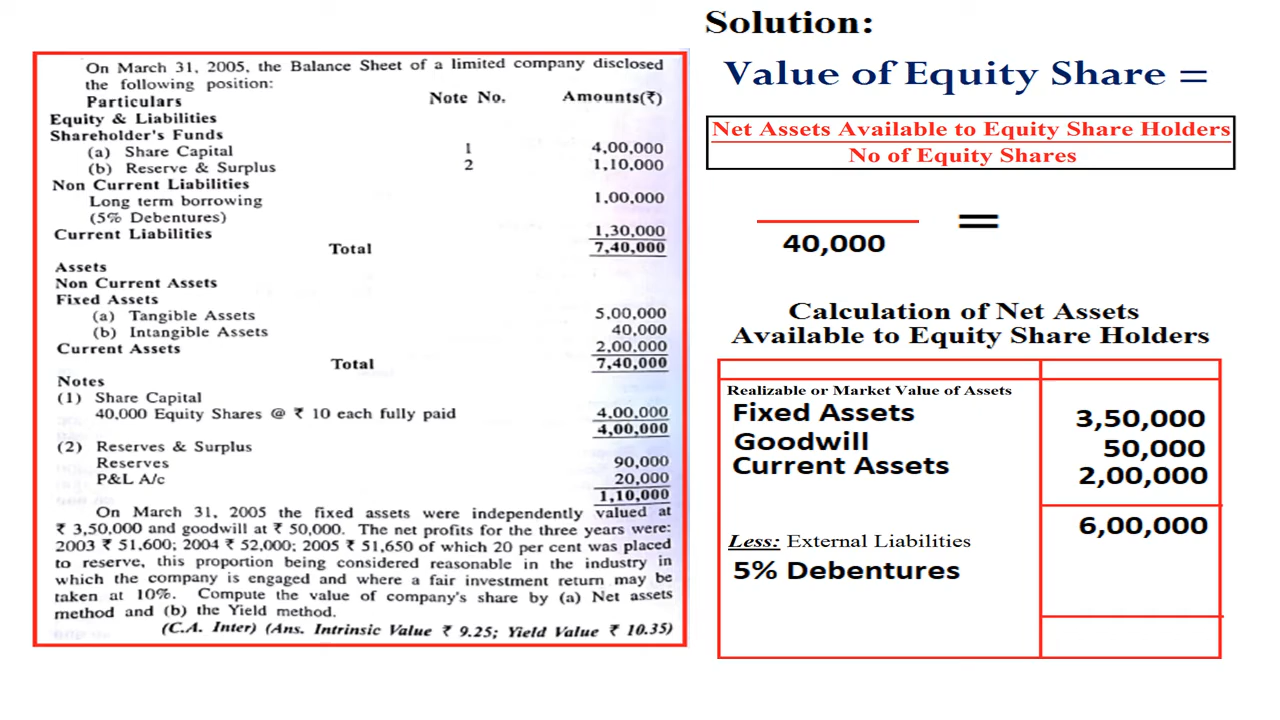 On March 31, 2005, the Balance Sheet of a limited company disclosed
the following position:
Particulars Note No. Amounts(₹)
Equity & Liabilities
Shareholder's Funds
(a) Share Capital 1 4,00,000
(b) Reserve & Surplus 2 1,10,000
Non Current Liabilities
Long term borrowing 1,00,000
(5% Debentures)
Current Liabilities 1,30,000
Total 7,40,000
Assets
Non Current Assets
Fixed Assets
(a) Tangible Assets 5,00,000
(b) Intangible Assets 40,000
Current Assets 2,00,000
Total 7,40,000
Notes
(1) Share Capital
40,000 Equity Shares @ ₹ 10 each fully paid 4,00,000
4,00,000
(2) Reserves & Surplus
Reserves 90,000
P&L A/c 20,000
1,10,000
On March 31, 2005 the fixed assets were independently valued at
₹ 3,50,000 and goodwill at ₹ 50,000. The net profits for the three years were:
2003 ₹ 51,600; 2004 ₹ 52,000; 2005 ₹ 51,650 of which 20 per cent was placed
to reserve, this proportion being considered reasonable in the industry in
which the company is engaged and where a fair investment return may be
taken at 10%. Compute the value of company's share by (a) Net assets
method and (b) the Yield method.
(C.A. Inter) (Ans. Intrinsic Value ₹ 9.25; Yield Value ₹ 10.35)
Solution:
Value of Equity Share =
Net Assets Available to Equity Share Holders
No of Equity Shares
=
40,000
Calculation of Net Assets
Available to Equity Share Holders
Realizable or Market Value of Assets
Fixed Assets 3,50,000
Goodwill 50,000
Current Assets 2,00,000
6,00,000
Less: External Liabilities
5% Debentures